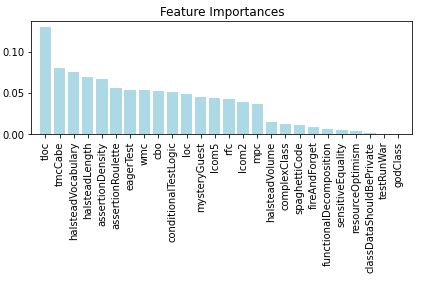 Feature Importances
0.10
0.05
0.00
tloc
tmcCabe
halsteadVocabulary
halsteadLength
assertionDensity
assertionRoulette
eagerTest
wmc
cbo
conditionalTestLogic
loc
mysteryGuest
lcom5
rfc
lcom2
mpc
halsteadVolume
complexClass
spaghettiCode
fireAndForget
functionalDecomposition
sensitiveEquality
resourceOptimism
classDataShouldBePrivate
testRunWar
godClass